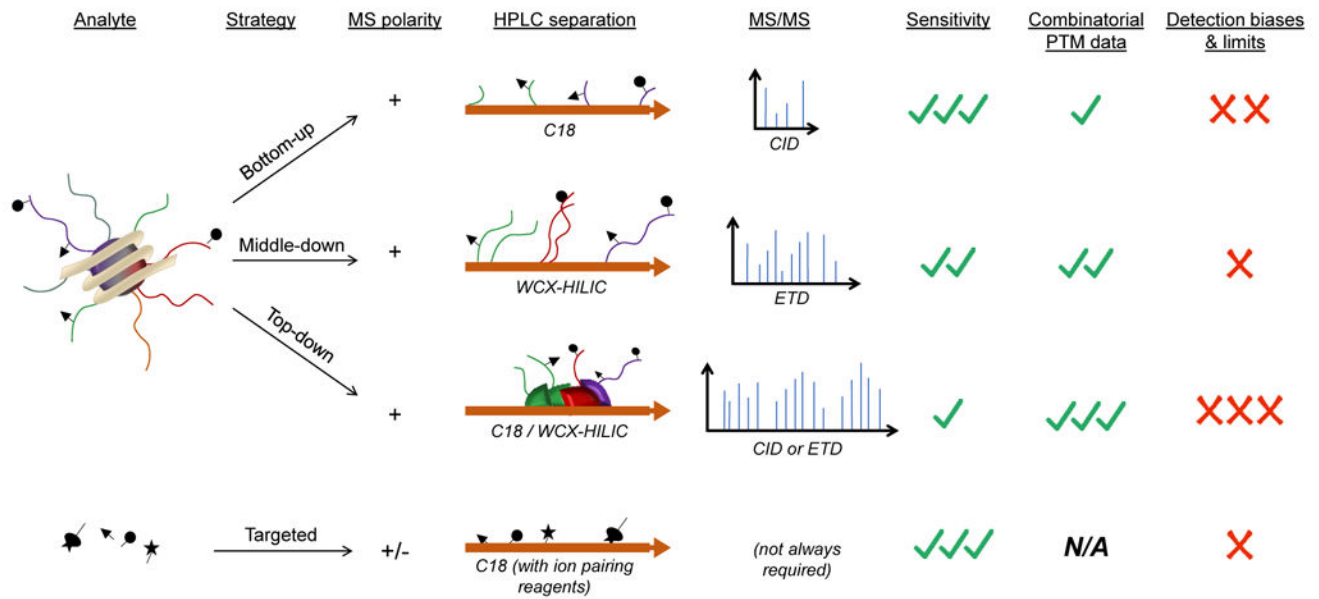 Analyte
Strategy
MS polarity
HPLC separation
MS/MS
Sensitivity
Combinatorial
PTM data
Detection biases
& limits
Bottom-up
+
C18
CID
Middle-down
+
WCX-HILIC
ETD
Top-down
+
C18 / WCX-HILIC
CID or ETD
Targeted
+/-
C18 (with ion pairing
reagents)
(not always
required)
N/A